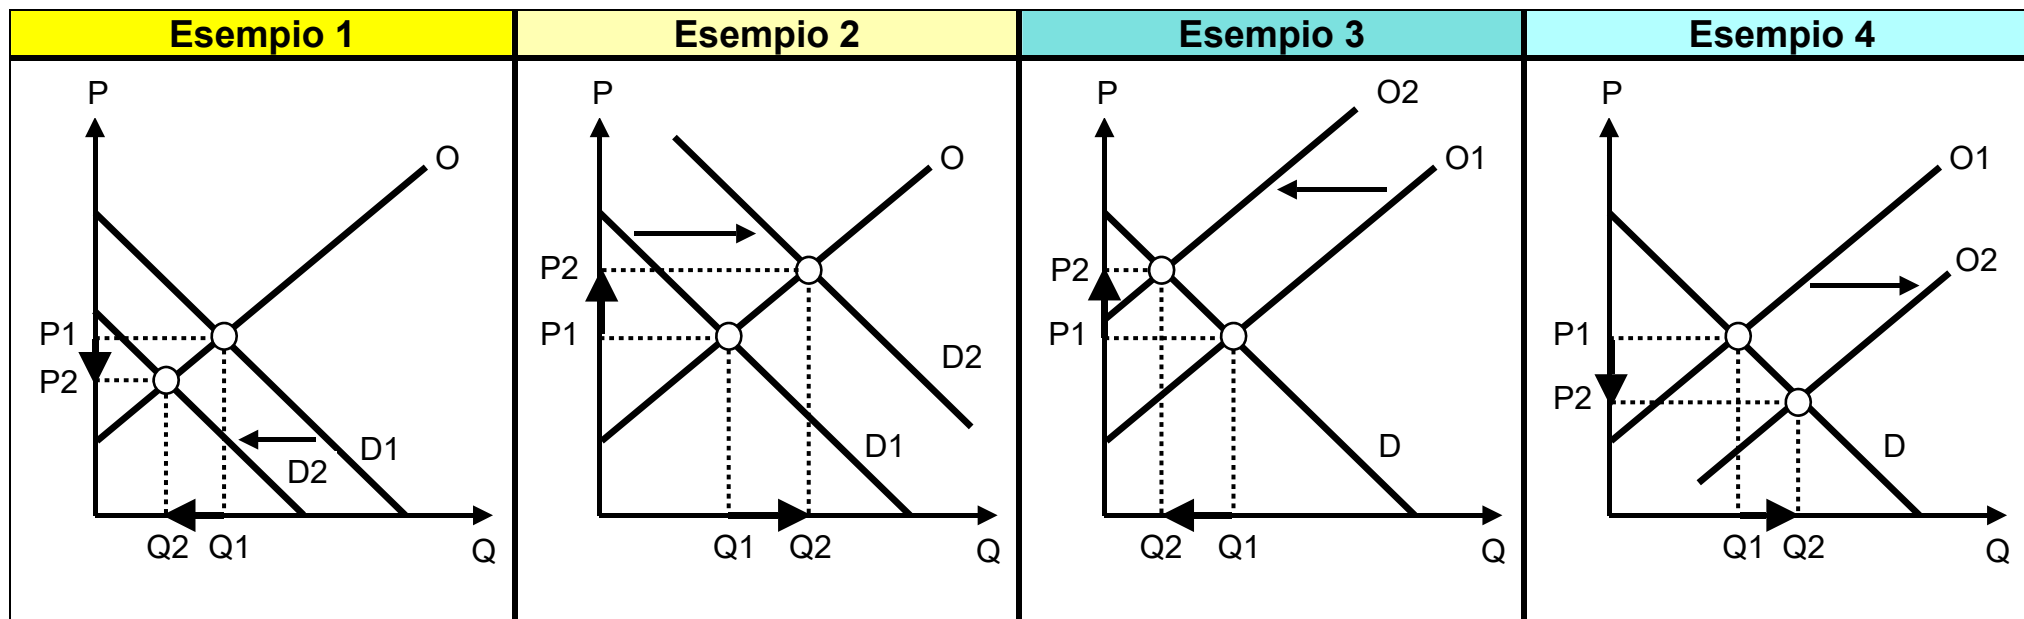 Esempio 1
P
O
P1
P2
D1
D2
Q2 Q1
Q
Esempio 2
P
O
P2
P1
D2
D1
Q1 Q2
Q
Esempio 3
P
O2
O1
P2
P1
D
Q2 Q1
Q
Esempio 4
P
O1
O2
P1
P2
D
Q1 Q2
Q